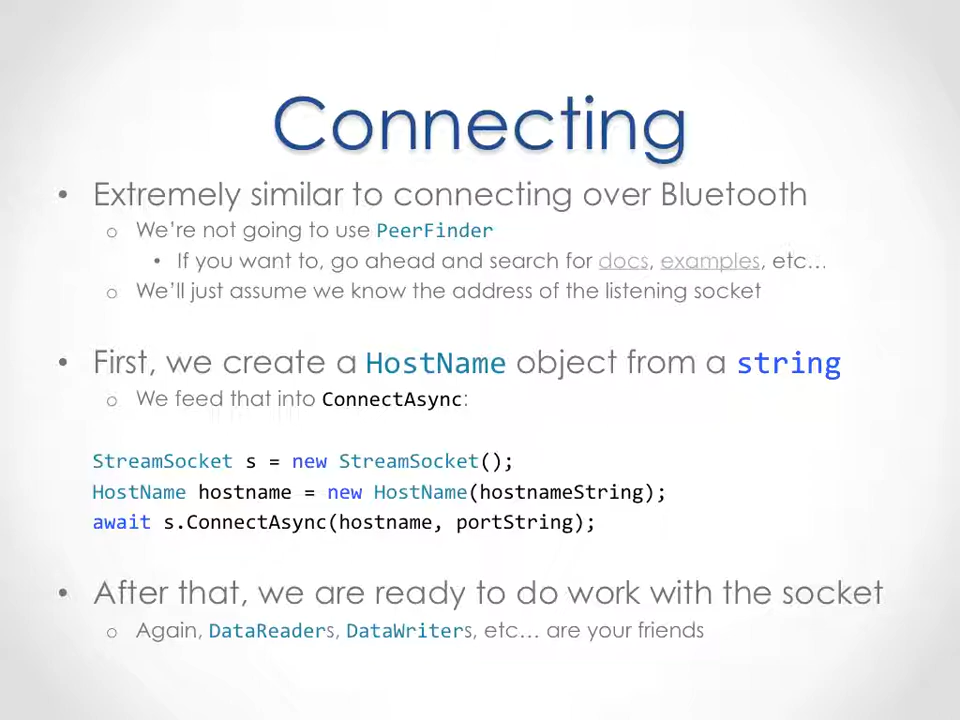 Connecting
• Extremely similar to connecting over Bluetooth
o We're not going to use PeerFinder
• If you want to, go ahead and search for docs, examples, etc…
o We'll just assume we know the address of the listening socket
• First, we create a HostName object from a string
o We feed that into ConnectAsync:
StreamSocket s = new StreamSocket();
HostName hostname = new HostName(hostnameString);
await s.ConnectAsync(hostname, portString);
• After that, we are ready to do work with the socket
o Again, DataReaders, DataWriters, etc… are your friends